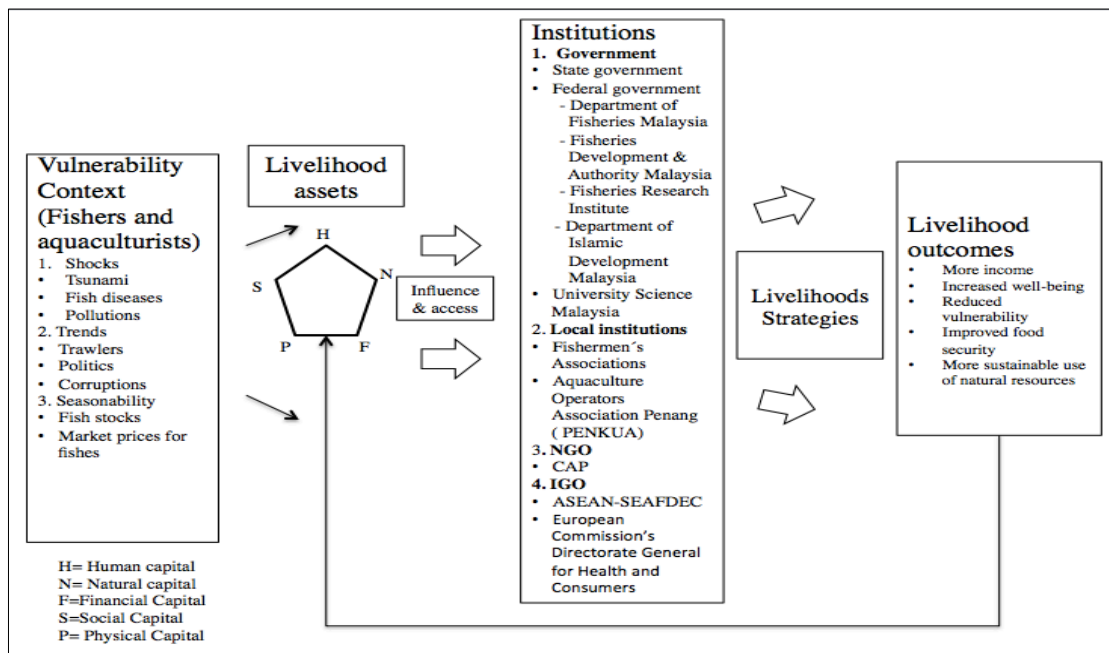 Vulnerability
Context
(Fishers and
aquaculturists)
1. Shocks
• Tsunami
• Fish diseases
• Pollutions
2. Trends
• Trawlers
• Politics
• Corruptions
3. Seasonability
• Fish stocks
• Market prices for
fishes
H= Human capital
N= Natural capital
F=Financial Capital
S=Social Capital
P= Physical Capital
Livelihood
assets
H
S
N
P
F
Influence
& access
Institutions
1. Government
• State government
• Federal government
- Department of
Fisheries Malaysia
- Fisheries
Development &
Authority Malaysia
- Fisheries Research
Institute
- Department of
Islamic
Development
Malaysia
• University Science
Malaysia
2. Local institutions
• Fishermen´s
Associations
• Aquaculture
Operators
Association Penang
( PENKUA)
3. NGO
• CAP
4. IGO
• ASEAN-SEAFDEC
• European
Commission’s
Directorate General
for Health and
Consumers
Livelihoods
Strategies
Livelihood
outcomes
• More income
• Increased well-being
• Reduced
vulnerability
• Improved food
security
• More sustainable use
of natural resources